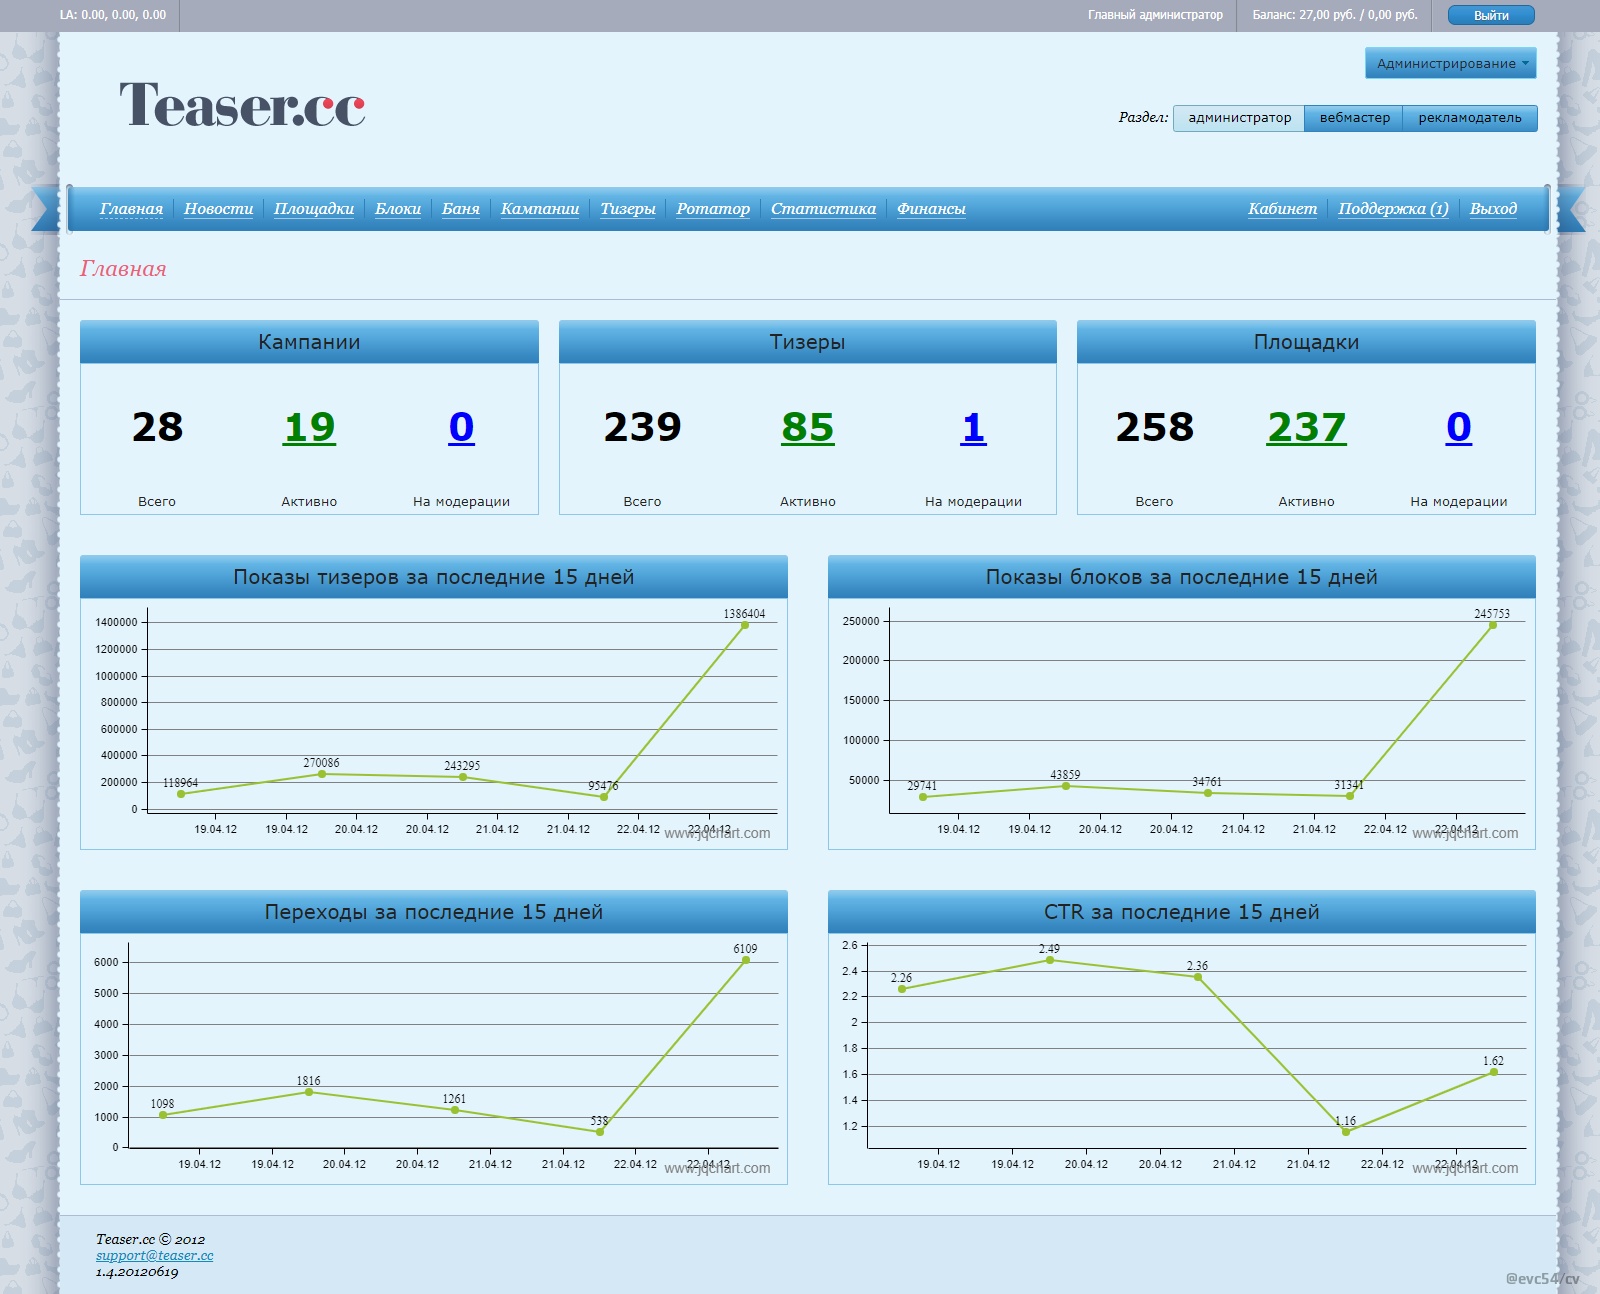 LA: 0.00, 0.00, 0.00
Главный администратор
Баланс: 27,00 руб. / 0,00 руб.
Выйти
Администрирование
Teaser.cc
Раздел: администратор вебмастер рекламодатель
Главная Новости Площадки Блоки Баня Кампании Тизеры Ротатор Статистика Финансы Кабинет Поддержка (1) Выход
Главная
Кампании
28 19 0
Всего Активно На модерации
Тизеры
239 85 1
Всего Активно На модерации
Площадки
258 237 0
Всего Активно На модерации
Показы тизеров за последние 15 дней
1386404
1400000
1200000
1000000
800000
600000
400000
200000
0
118964
270086
243295
95476
19.04.12 19.04.12 20.04.12 20.04.12 21.04.12 21.04.12 22.04.12 22.04.12
www.jqchart.com
Показы блоков за последние 15 дней
245753
250000
200000
150000
100000
50000
29741
43859
34761
31341
19.04.12 19.04.12 20.04.12 20.04.12 21.04.12 21.04.12 22.04.12 22.04.12
www.jqchart.com
Переходы за последние 15 дней
6109
6000
5000
4000
3000
2000
1000
0
1098
1816
1261
538
19.04.12 19.04.12 20.04.12 20.04.12 21.04.12 21.04.12 22.04.12 22.04.12
www.jqchart.com
CTR за последние 15 дней
2.6
2.4
2.2
2
1.8
1.6
1.4
1.2
2.26
2.49
2.36
1.16
1.62
19.04.12 19.04.12 20.04.12 20.04.12 21.04.12 21.04.12 22.04.12 22.04.12
www.jqchart.com
Teaser.cc © 2012
support@teaser.cc
1.4.20120619
@evc54/cv